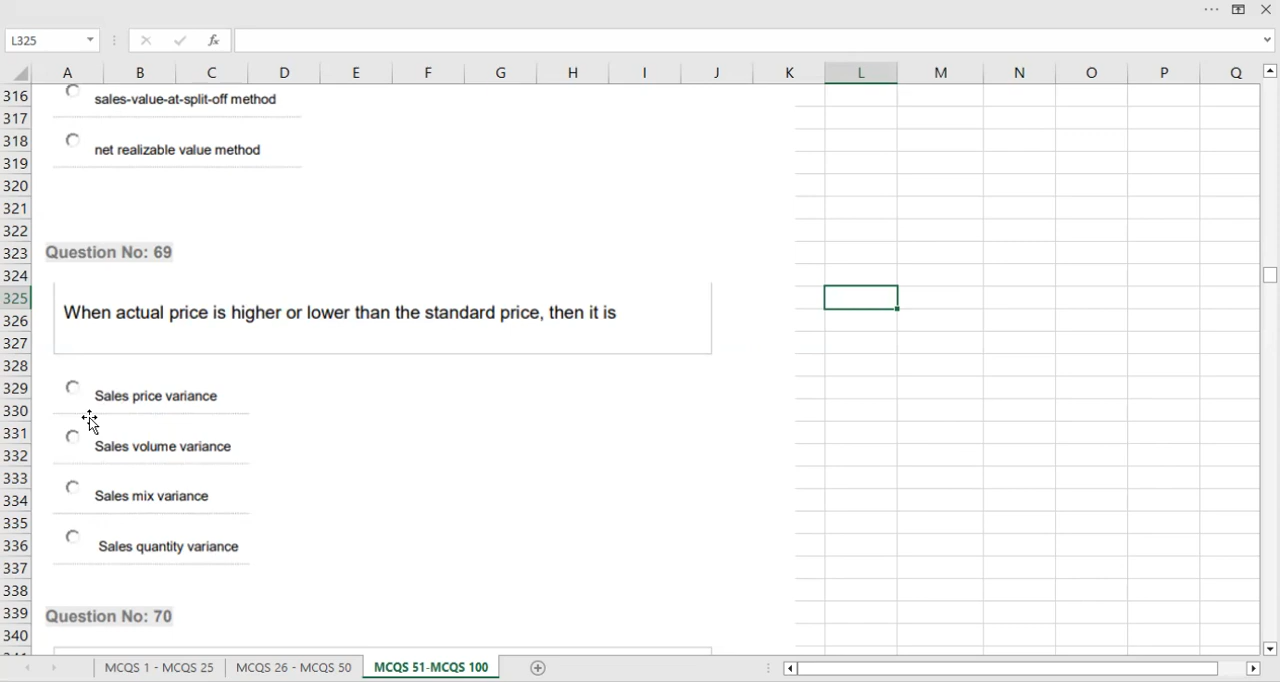 L325
fx
A B C D E F G H I J K L M N O P Q
316 sales-value-at-split-off method
317
318 net realizable value method
319
320
321
322
323 Question No: 69
324
325 When actual price is higher or lower than the standard price, then it is
326
327
328
329 Sales price variance
330
331 Sales volume variance
332
333
334 Sales mix variance
335
336 Sales quantity variance
337
338
339 Question No: 70
340
MCQS 1 - MCQS 25 MCQS 26 - MCQS 50 MCQS 51-MCQS 100